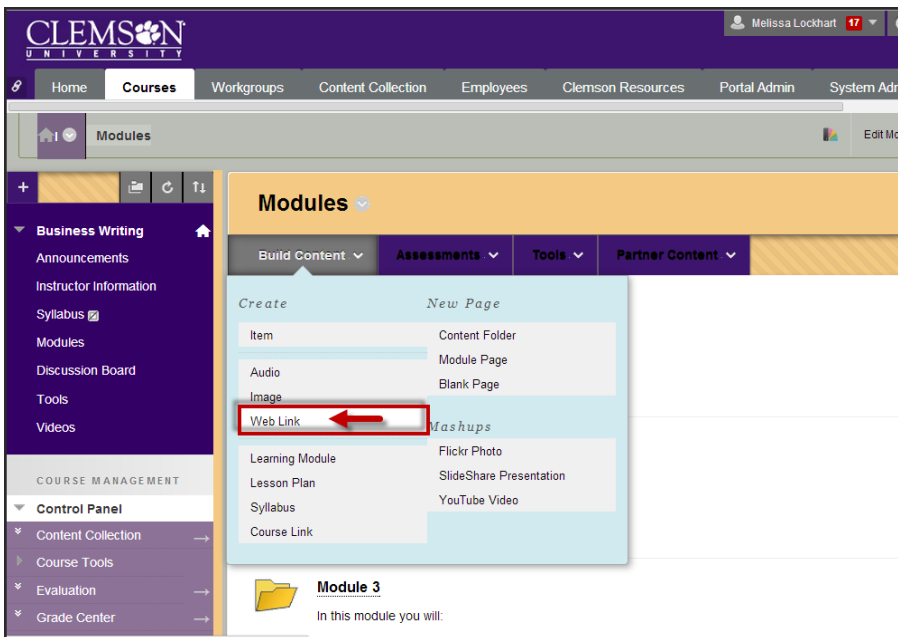 CLEMSON
UNIVERSITY
Melissa Lockhart 17
Home Courses Workgroups Content Collection Employees Clemson Resources Portal Admin System Adr
Modules
Edit Mo
Modules
Business Writing
Announcements
Instructor Information
Syllabus
Modules
Discussion Board
Tools
Videos
COURSE MANAGEMENT
Control Panel
Content Collection
Course Tools
Evaluation
Grade Center
Build Content Assessments Tools Partner Content
Create
Item
Audio
Image
Web Link
Learning Module
Lesson Plan
Syllabus
Course Link
New Page
Content Folder
Module Page
Blank Page
Mashups
Flickr Photo
SlideShare Presentation
YouTube Video
Module 3
In this module you will: